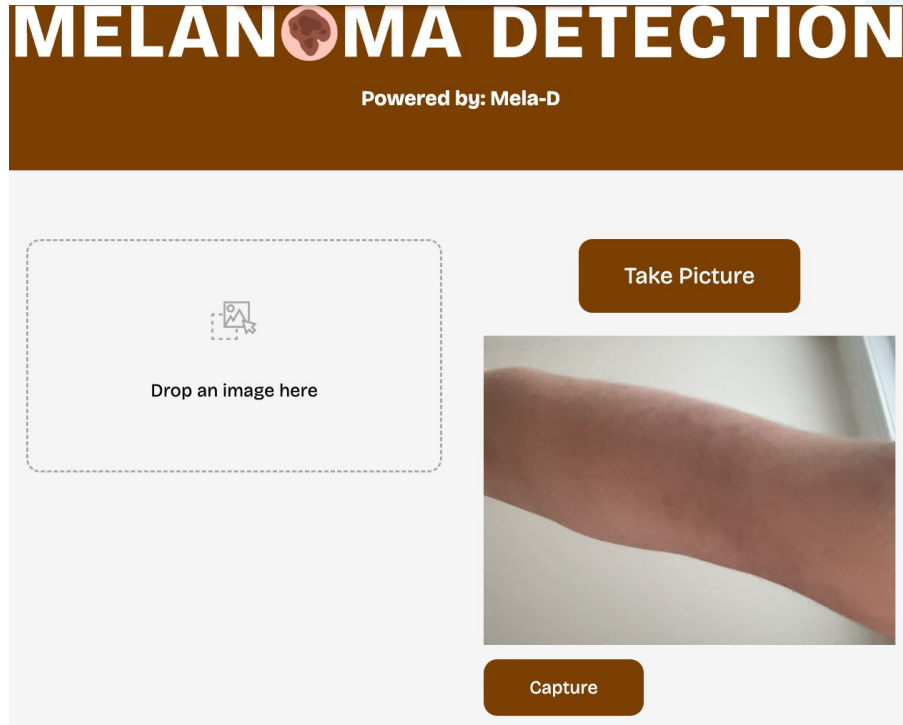 MELANOMA DETECTION
Powered by: Mela-D
Take Picture
Drop an image here
Capture